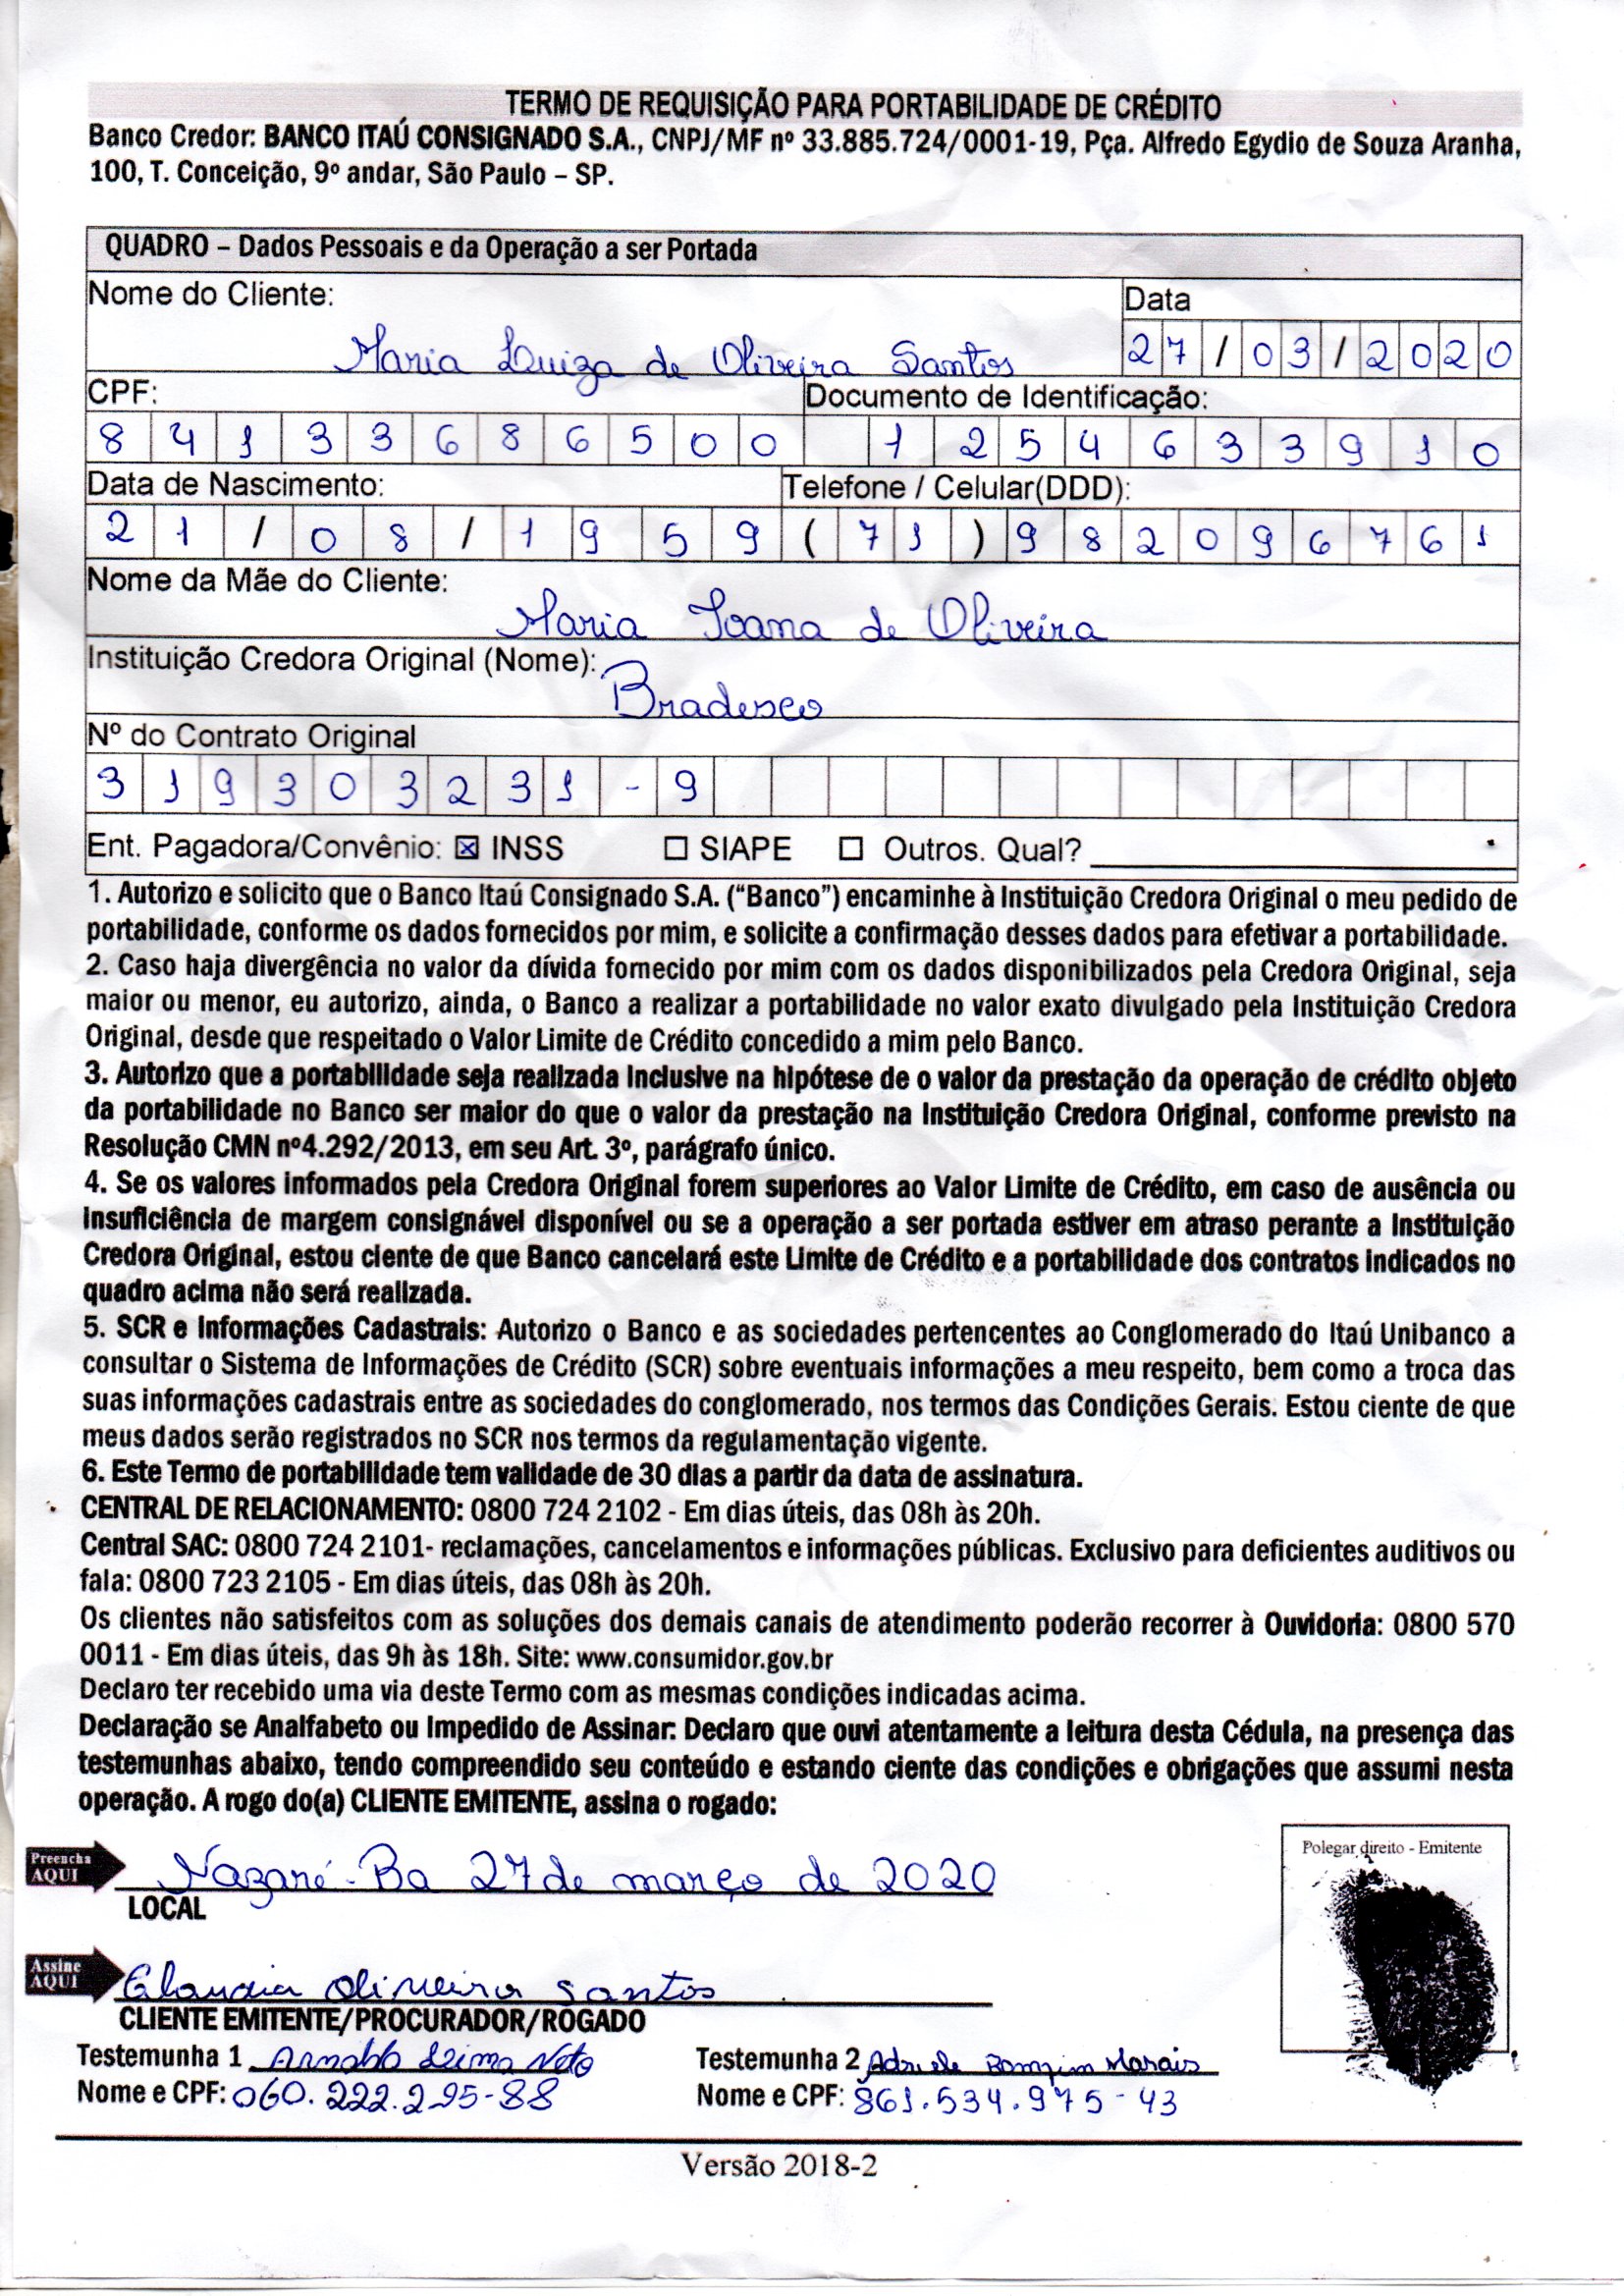 TERMO DE REQUISIÇÃO PARA PORTABILIDADE DE CRÉDITO
Banco Credor: BANCO ITAÚ CONSIGNADO S.A., CNPJ/MF nº 33.885.724/0001-19, Pça. Alfredo Egydio de Souza Aranha,
100, T. Conceição, 9º andar, São Paulo – SP.
QUADRO – Dados Pessoais e da Operação a ser Portada
Nome do Cliente: Data
Maria Luiza de Oliveira Santos 27/03/2020
CPF: Documento de Identificação:
84133686500 1254633910
Data de Nascimento: Telefone / Celular(DDD):
21/08/1959 (71)982096761
Nome da Mãe do Cliente:
Maria Joana de Oliveira
Instituição Credora Original (Nome):
Bradesco
Nº do Contrato Original
319303231-9
Ent. Pagadora/Convênio: ☒ INSS ☐ SIAPE ☐ Outros. Qual?
1. Autorizo e solicito que o Banco Itaú Consignado S.A. (“Banco”) encaminhe à Instituição Credora Original o meu pedido de
portabilidade, conforme os dados fornecidos por mim, e solicite a confirmação desses dados para efetivar a portabilidade.
2. Caso haja divergência no valor da dívida fornecido por mim com os dados disponibilizados pela Credora Original, seja
maior ou menor, eu autorizo, ainda, o Banco a realizar a portabilidade no valor exato divulgado pela Instituição Credora
Original, desde que respeitado o Valor Limite de Crédito concedido a mim pelo Banco.
3. Autorizo que a portabilidade seja realizada inclusive na hipótese de o valor da prestação da operação de crédito objeto
da portabilidade no Banco ser maior do que o valor da prestação na Instituição Credora Original, conforme previsto na
Resolução CMN nº4.292/2013, em seu Art. 3º, parágrafo único.
4. Se os valores informados pela Credora Original forem superiores ao Valor Limite de Crédito, em caso de ausência ou
insuficiência de margem consignável disponível ou se a operação a ser portada estiver em atraso perante a Instituição
Credora Original, estou ciente de que Banco cancelará este Limite de Crédito e a portabilidade dos contratos indicados no
quadro acima não será realizada.
5. SCR e Informações Cadastrais: Autorizo o Banco e as sociedades pertencentes ao Conglomerado do Itaú Unibanco a
consultar o Sistema de Informações de Crédito (SCR) sobre eventuais informações a meu respeito, bem como a troca das
suas informações cadastrais entre as sociedades do conglomerado, nos termos das Condições Gerais. Estou ciente de que
meus dados serão registrados no SCR nos termos da regulamentação vigente.
6. Este Termo de portabilidade tem validade de 30 dias a partir da data de assinatura.
CENTRAL DE RELACIONAMENTO: 0800 724 2102 - Em dias úteis, das 08h às 20h.
Central SAC: 0800 724 2101- reclamações, cancelamentos e informações públicas. Exclusivo para deficientes auditivos ou
fala: 0800 723 2105 - Em dias úteis, das 08h às 20h.
Os clientes não satisfeitos com as soluções dos demais canais de atendimento poderão recorrer à Ouvidoria: 0800 570
0011 - Em dias úteis, das 9h às 18h. Site: www.consumidor.gov.br
Declaro ter recebido uma via deste Termo com as mesmas condições indicadas acima.
Declaração se Analfabeto ou Impedido de Assinar: Declaro que ouvi atentamente a leitura desta Cédula, na presença das
testemunhas abaixo, tendo compreendido seu conteúdo e estando ciente das condições e obrigações que assumi nesta
operação. A rogo do(a) CLIENTE EMITENTE, assina o rogado:
Polegar direito - Emitente
Preencha AQUI Nazaré-Ba 27 de março de 2020
LOCAL
Assine AQUI Claudia Oliveira Santos
CLIENTE EMITENTE/PROCURADOR/ROGADO
Testemunha 1 Arnaldo Lima Neto Testemunha 2 Adriele Bomfim Morais
Nome e CPF: 060.222.295-88 Nome e CPF: 861.534.975-43
Versão 2018-2